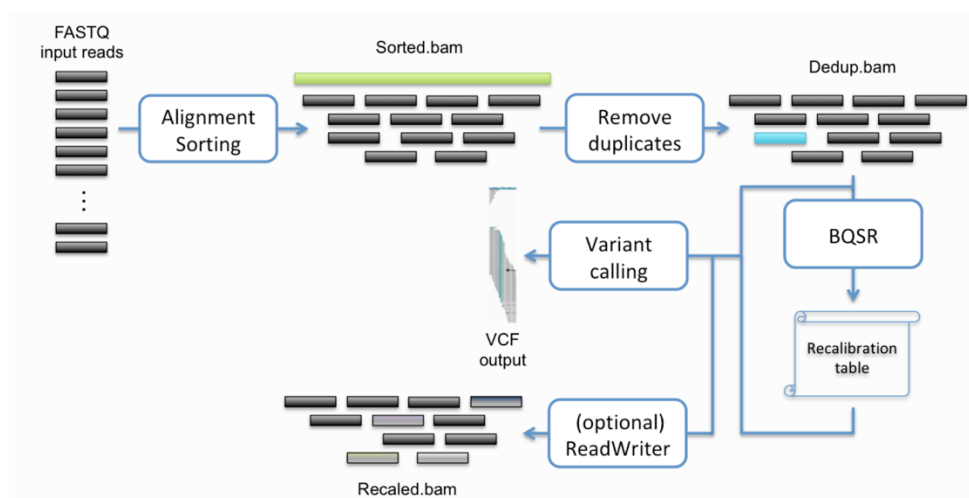 FASTQ
input reads
Sorted.bam
Dedup.bam
Alignment
Sorting
Remove
duplicates
⋮
Variant
calling
BQSR
VCF
output
Recalibration
table
(optional)
ReadWriter
Recaled.bam